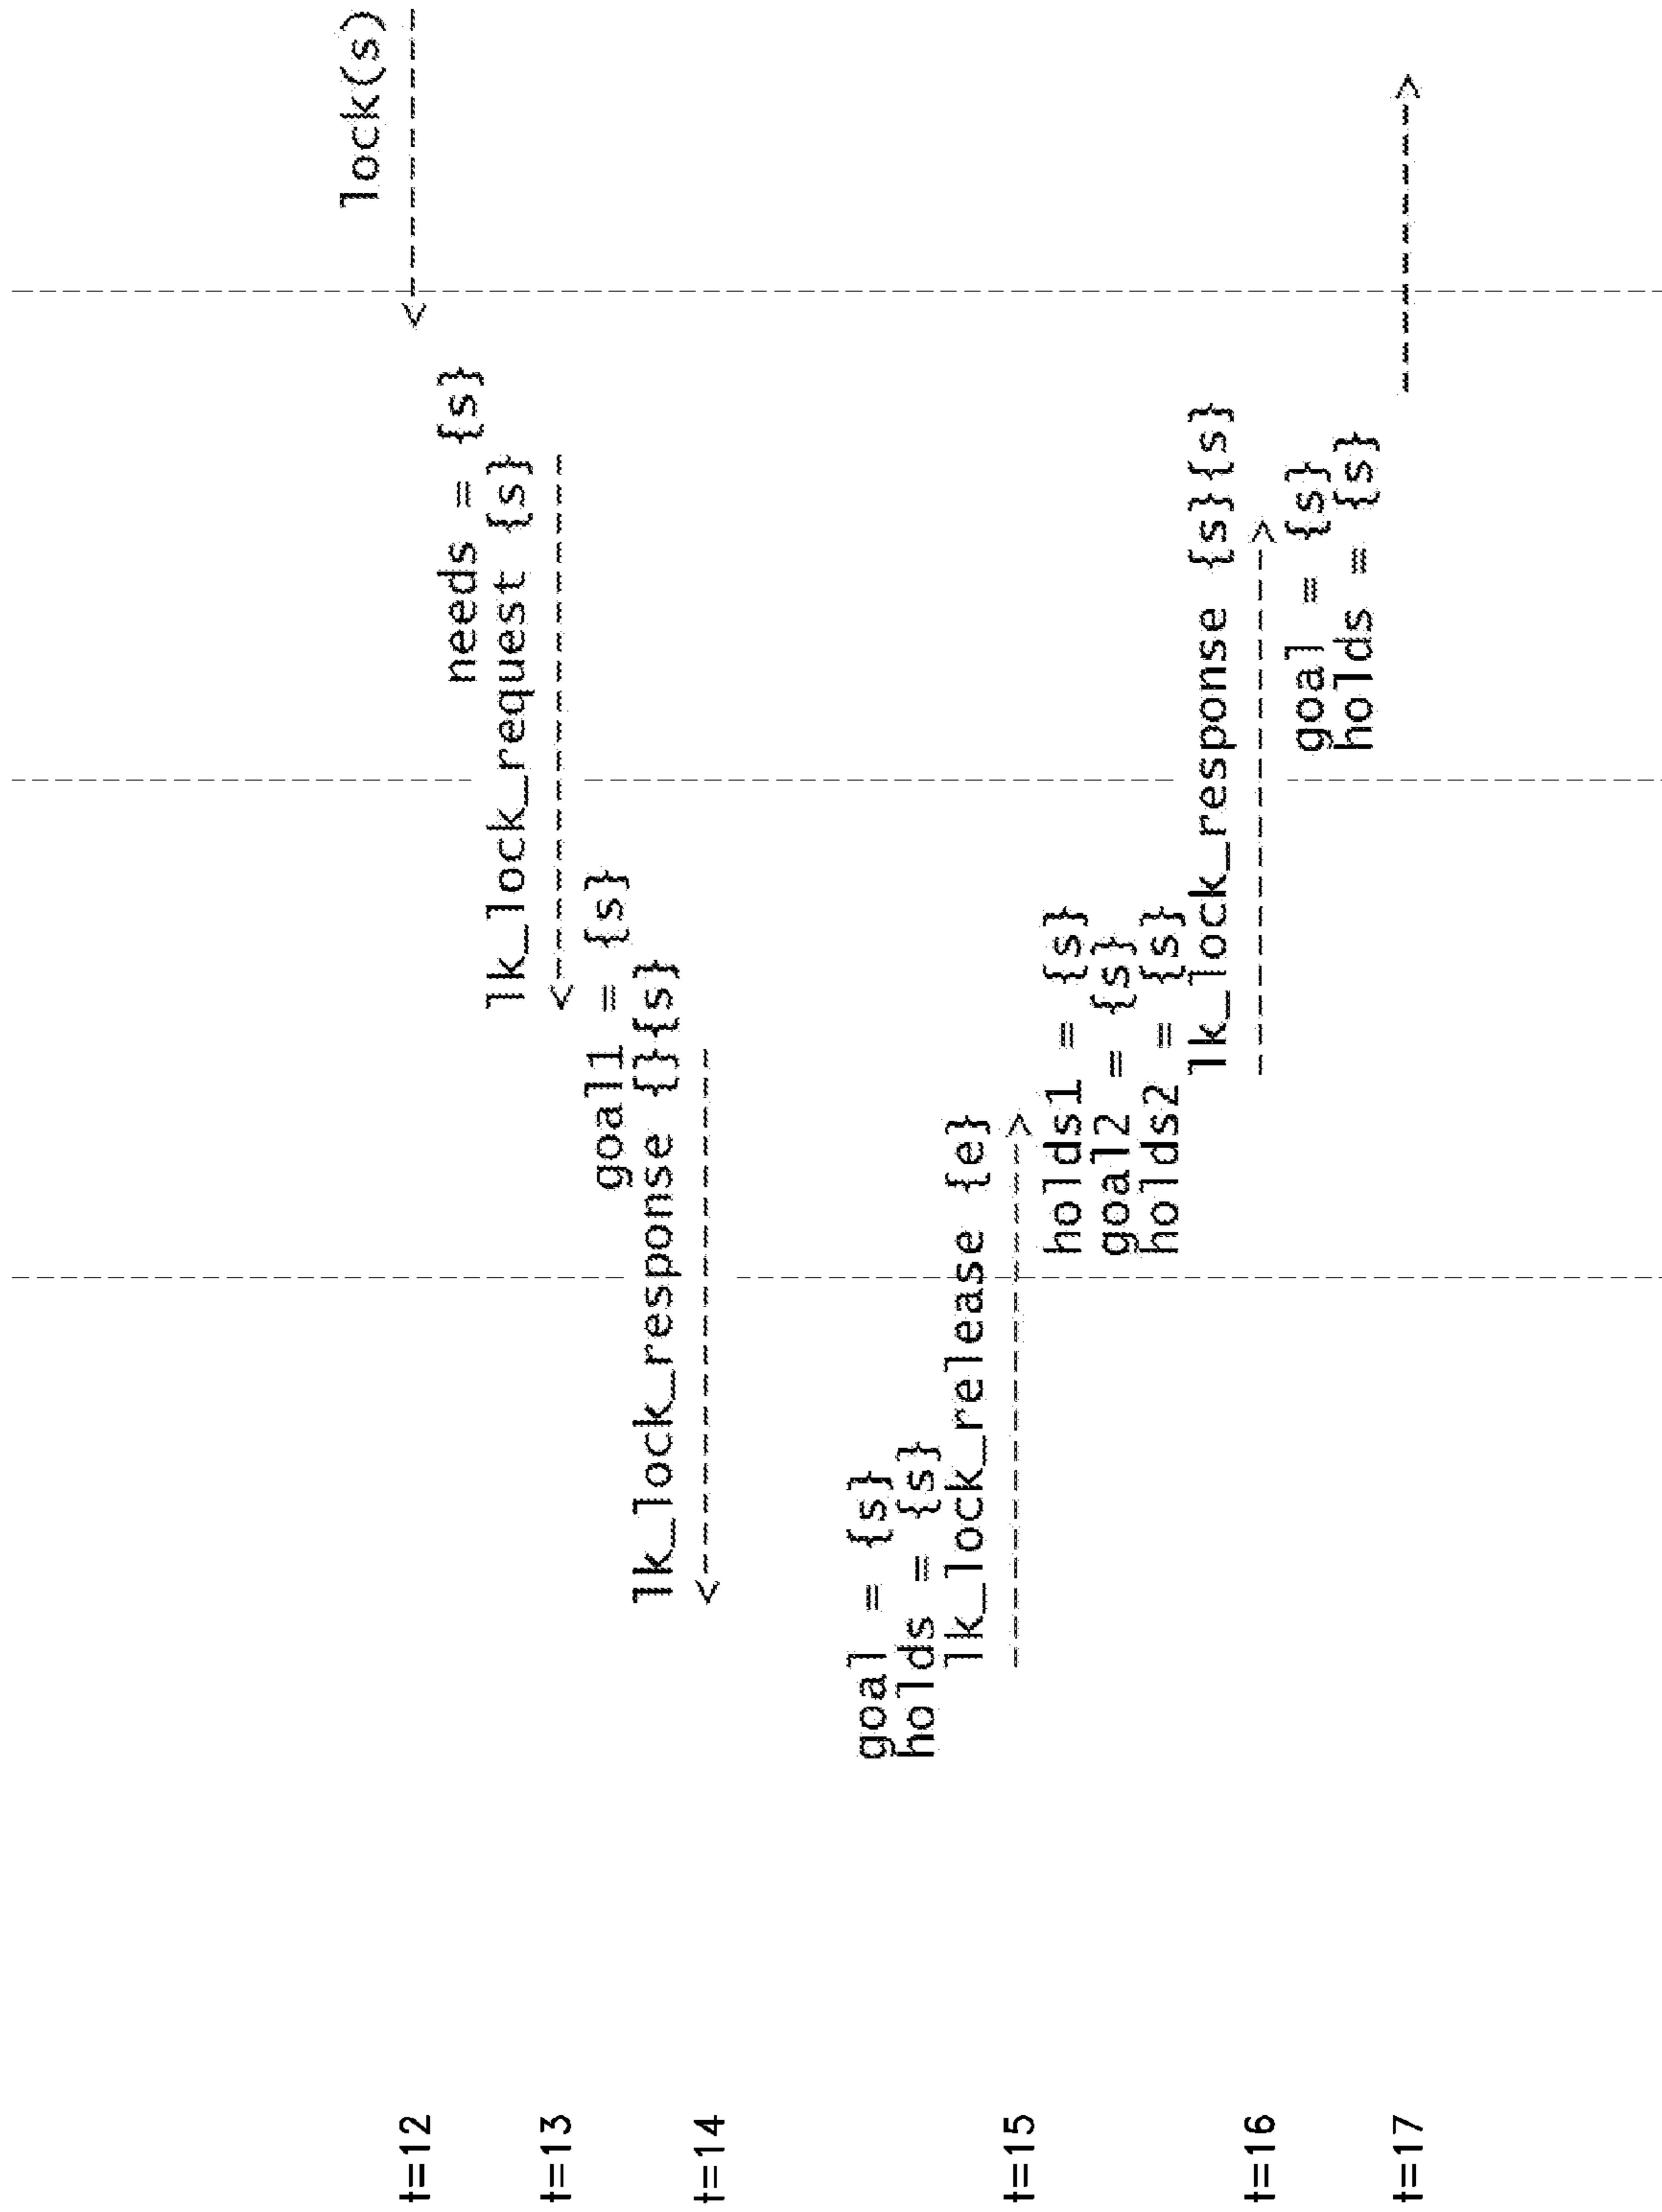 t=12
lock(s)
needs = {s}
lk_lock_request {s}
t=13
goal1 = {s}
lk_lock_response {}{s}
t=14
goal = {s}
holds = {s}
lk_lock_release {e}
t=15
holds1 = {s}
goal2 = {s}
holds2 = {s}
lk_lock_response {s}{s}
t=16
goal = {s}
holds = {s}
t=17